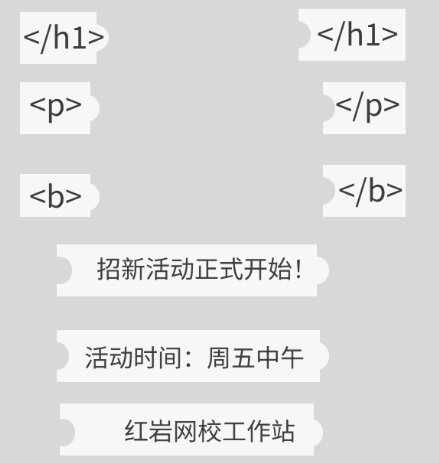 </h1> </h1>
<p> </p>
<b> </b>
招新活动正式开始！
活动时间：周五中午
红岩网校工作站